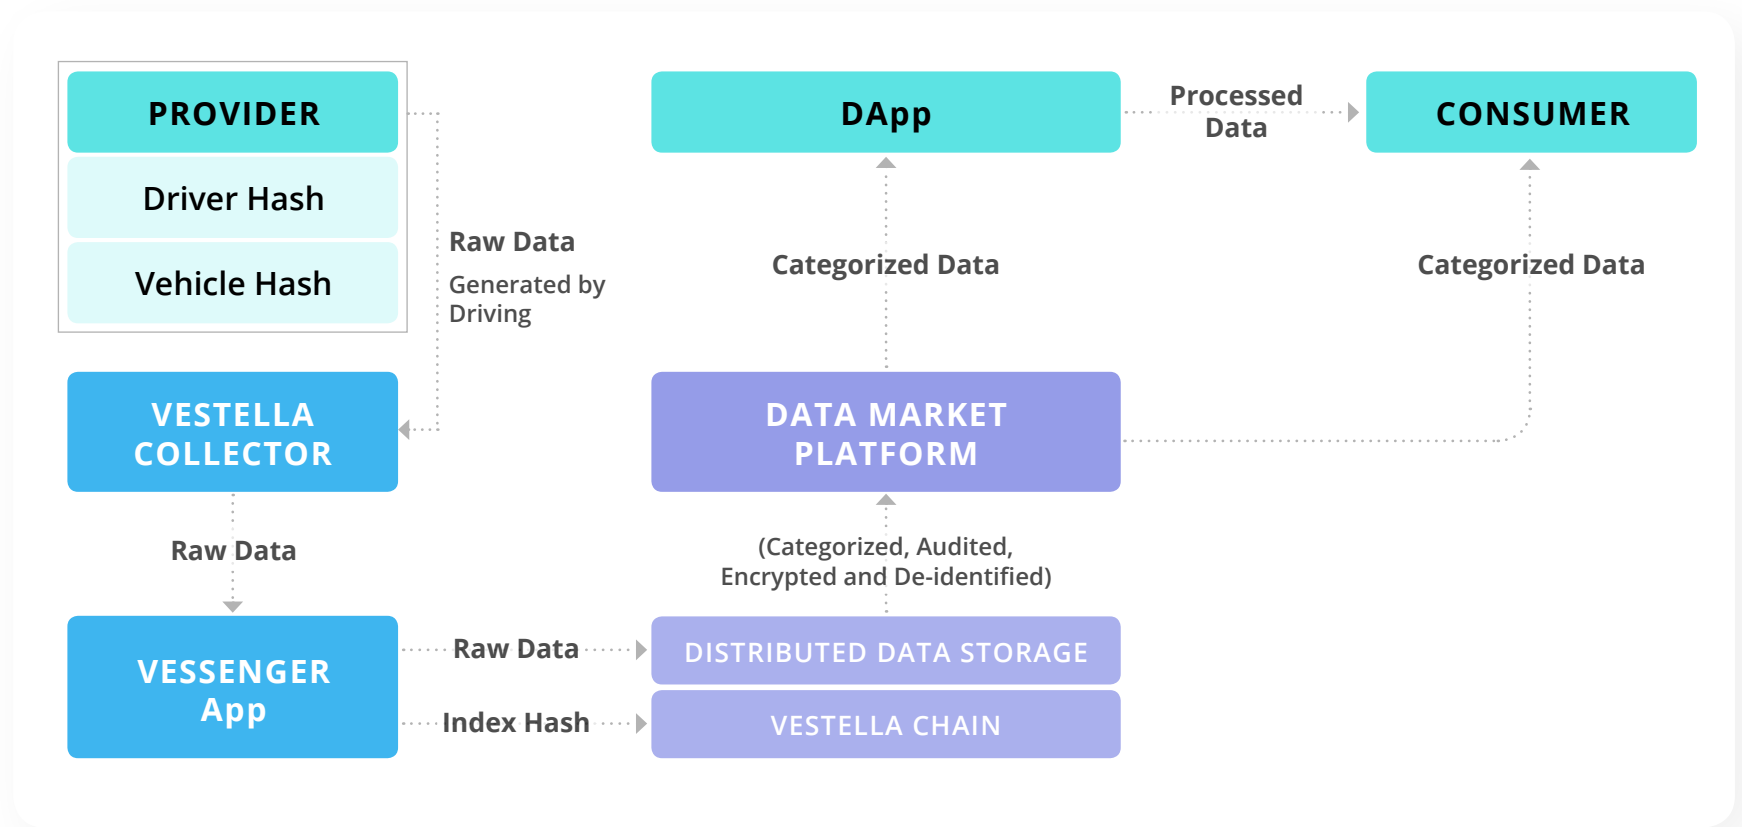 PROVIDER
Driver Hash
Vehicle Hash
Raw Data
Generated by
Driving
VESTELLA
COLLECTOR
Raw Data
VESSENGER
App
Raw Data
Index Hash
DApp
Processed
Data
CONSUMER
Categorized Data
Categorized Data
DATA MARKET
PLATFORM
(Categorized, Audited,
Encrypted and De-identified)
DISTRIBUTED DATA STORAGE
VESTELLA CHAIN